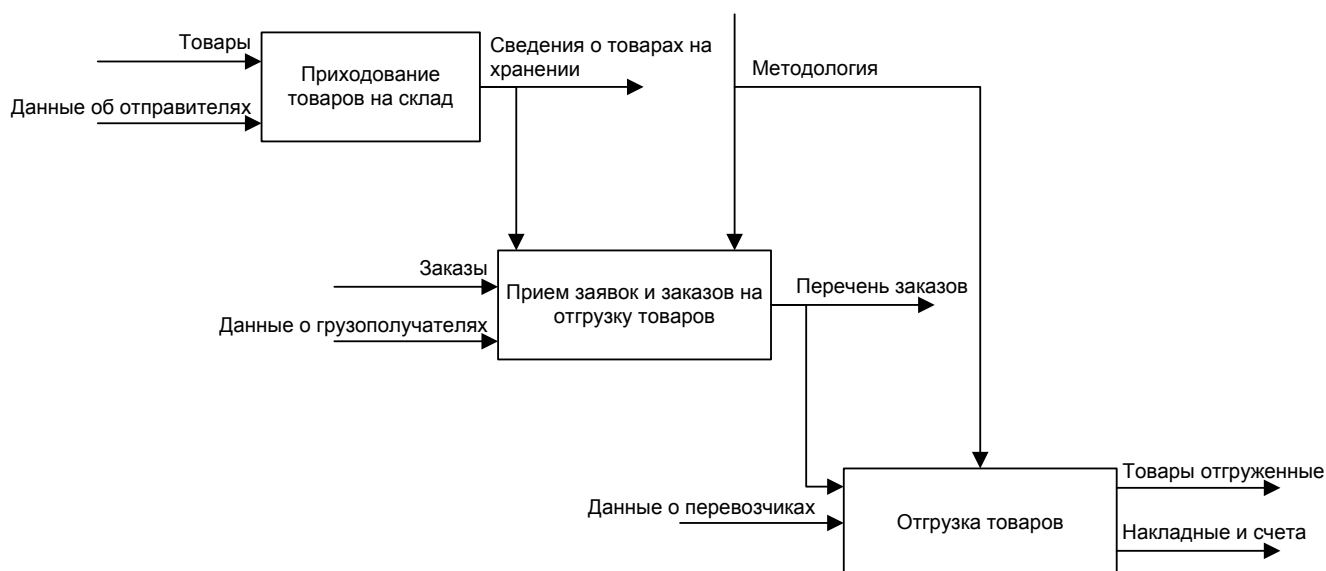 Товары
Данные об отправителях
Приходование
товаров на склад
Сведения о товарах на
хранении
Методология
Заказы
Данные о грузополучателях
Прием заявок и заказов на
отгрузку товаров
Перечень заказов
Данные о перевозчиках
Отгрузка товаров
Товары отгруженные
Накладные и счета